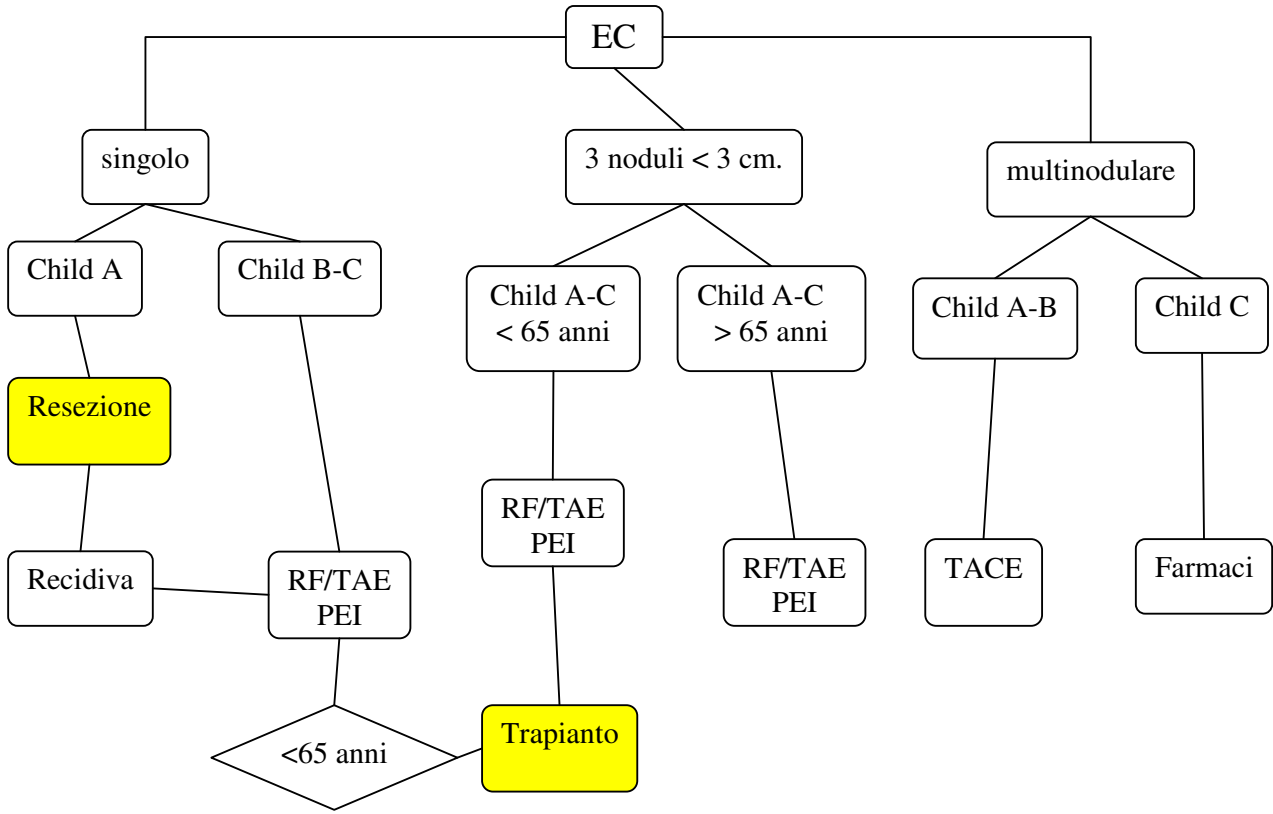 EC
singolo
3 noduli < 3 cm.
multinodulare
Child A
Child B-C
Child A-C
< 65 anni
Child A-C
> 65 anni
Child A-B
Child C
Resezione
RF/TAE
PEI
Recidiva
RF/TAE
PEI
RF/TAE
PEI
TACE
Farmaci
<65 anni
Trapianto